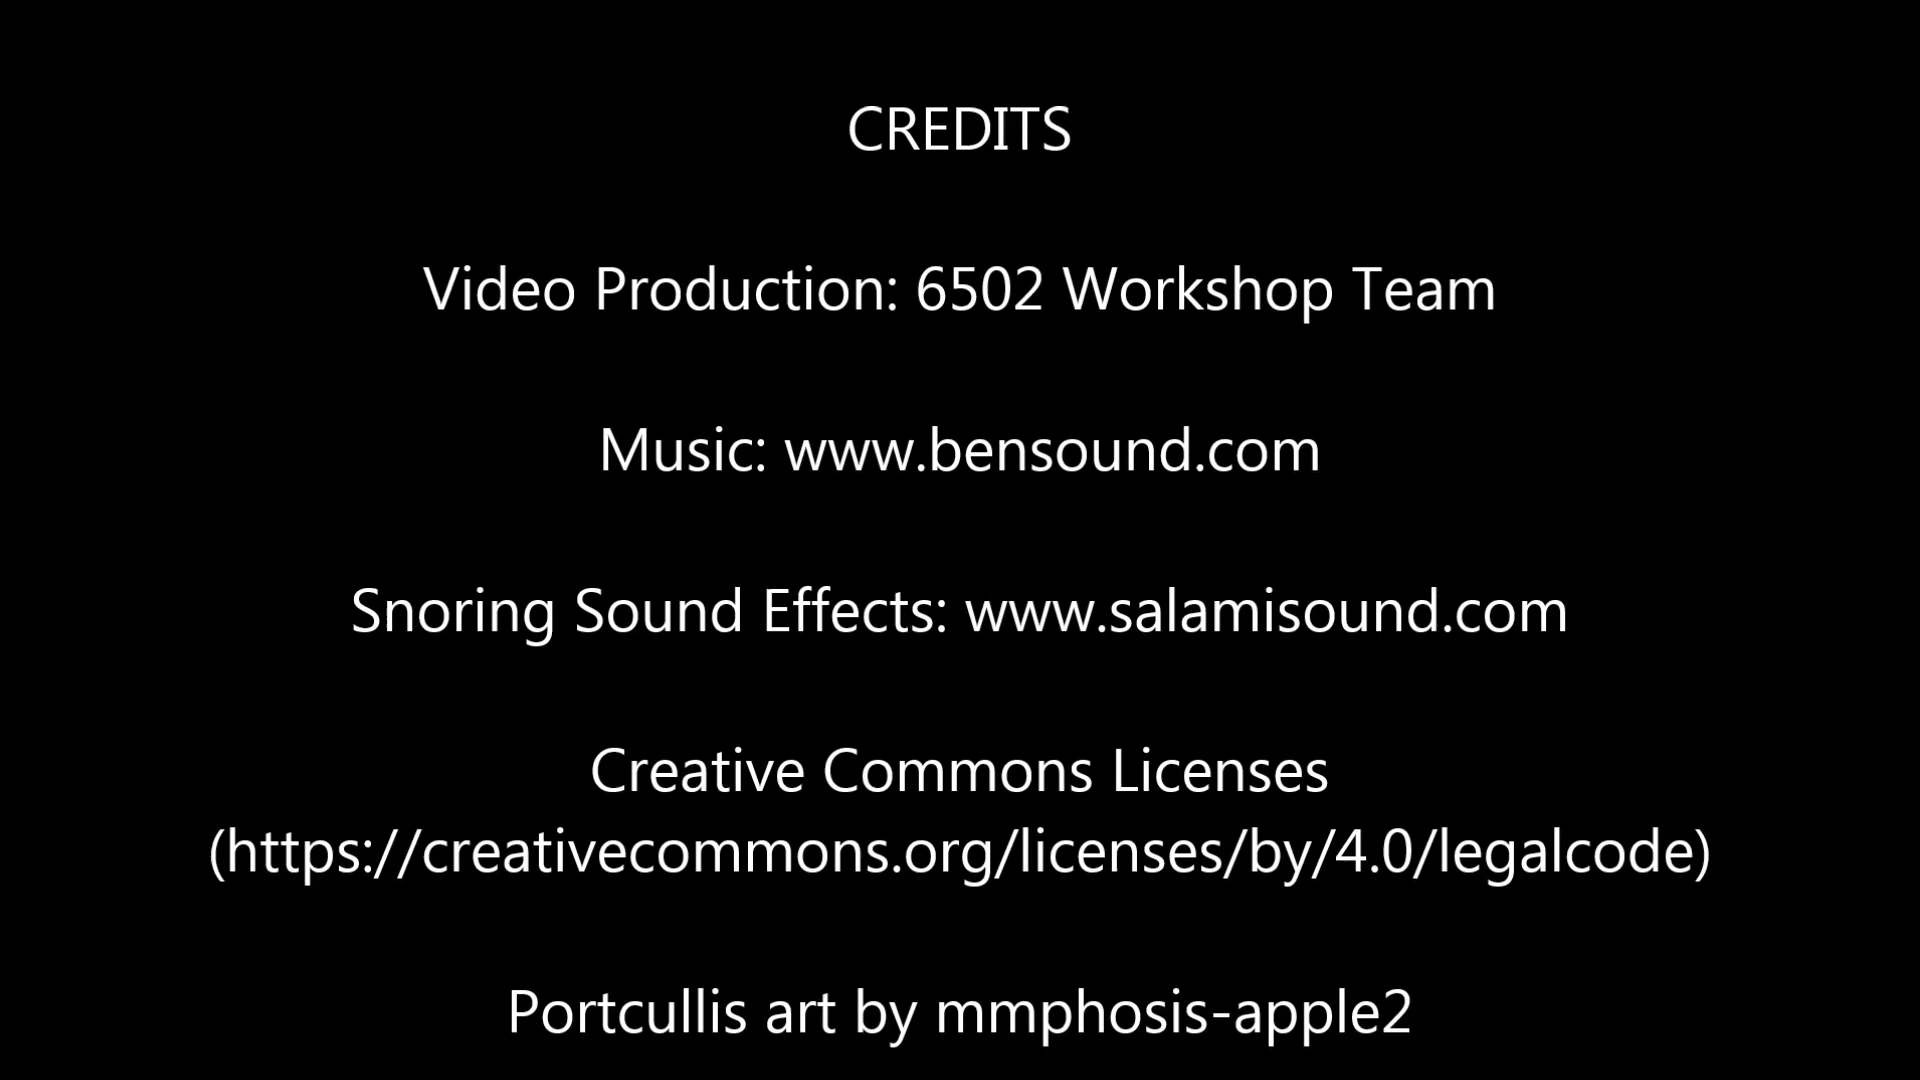 CREDITS
Video Production: 6502 Workshop Team
Music: www.bensound.com
Snoring Sound Effects: www.salamisound.com
Creative Commons Licenses
(https://creativecommons.org/licenses/by/4.0/legalcode)
Portcullis art by mmphosis-apple2